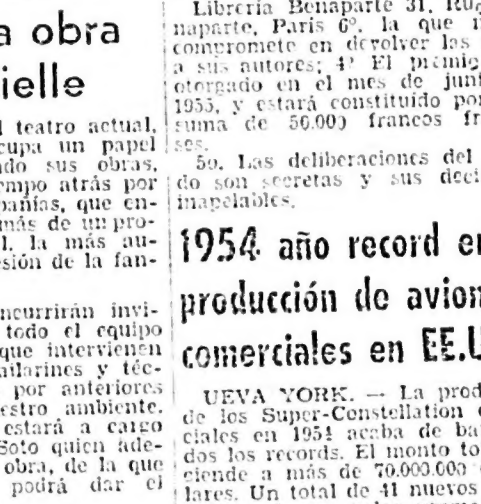 a obra
ielle
l teatro actual,
cupa un papel
ndo sus obras,
empo atrás por
pañías, que en-
más de un pro-
l, la más au-
sión de la fan-
ncurrirán invi-
todo el equipo
que intervienen
ailarines y téc-
por anteriores
estro ambiente.
estará a cargo
Soto quien ade-
obra, de la que
podrá dar el
Librería Benaparte 31, Rue
naparte, París 6º, la que
compromete en devolver las
a sus autores; 4º El premio
otorgado en el mes de juni
1955, y estará constituido por
suma de 50.000 francos fr
ses.
5o. Las deliberaciones del
do son secretas y sus deci
inapelables.
1954 año record en
producción de avion
comerciales en EE.U
UEVA YORK. — La prod
de los Super-Constellation
ciales en 1954 acaba de ba
dos los records. El monto to
ciende a más de 70.000.000
lares. Un total de 41 nuevos